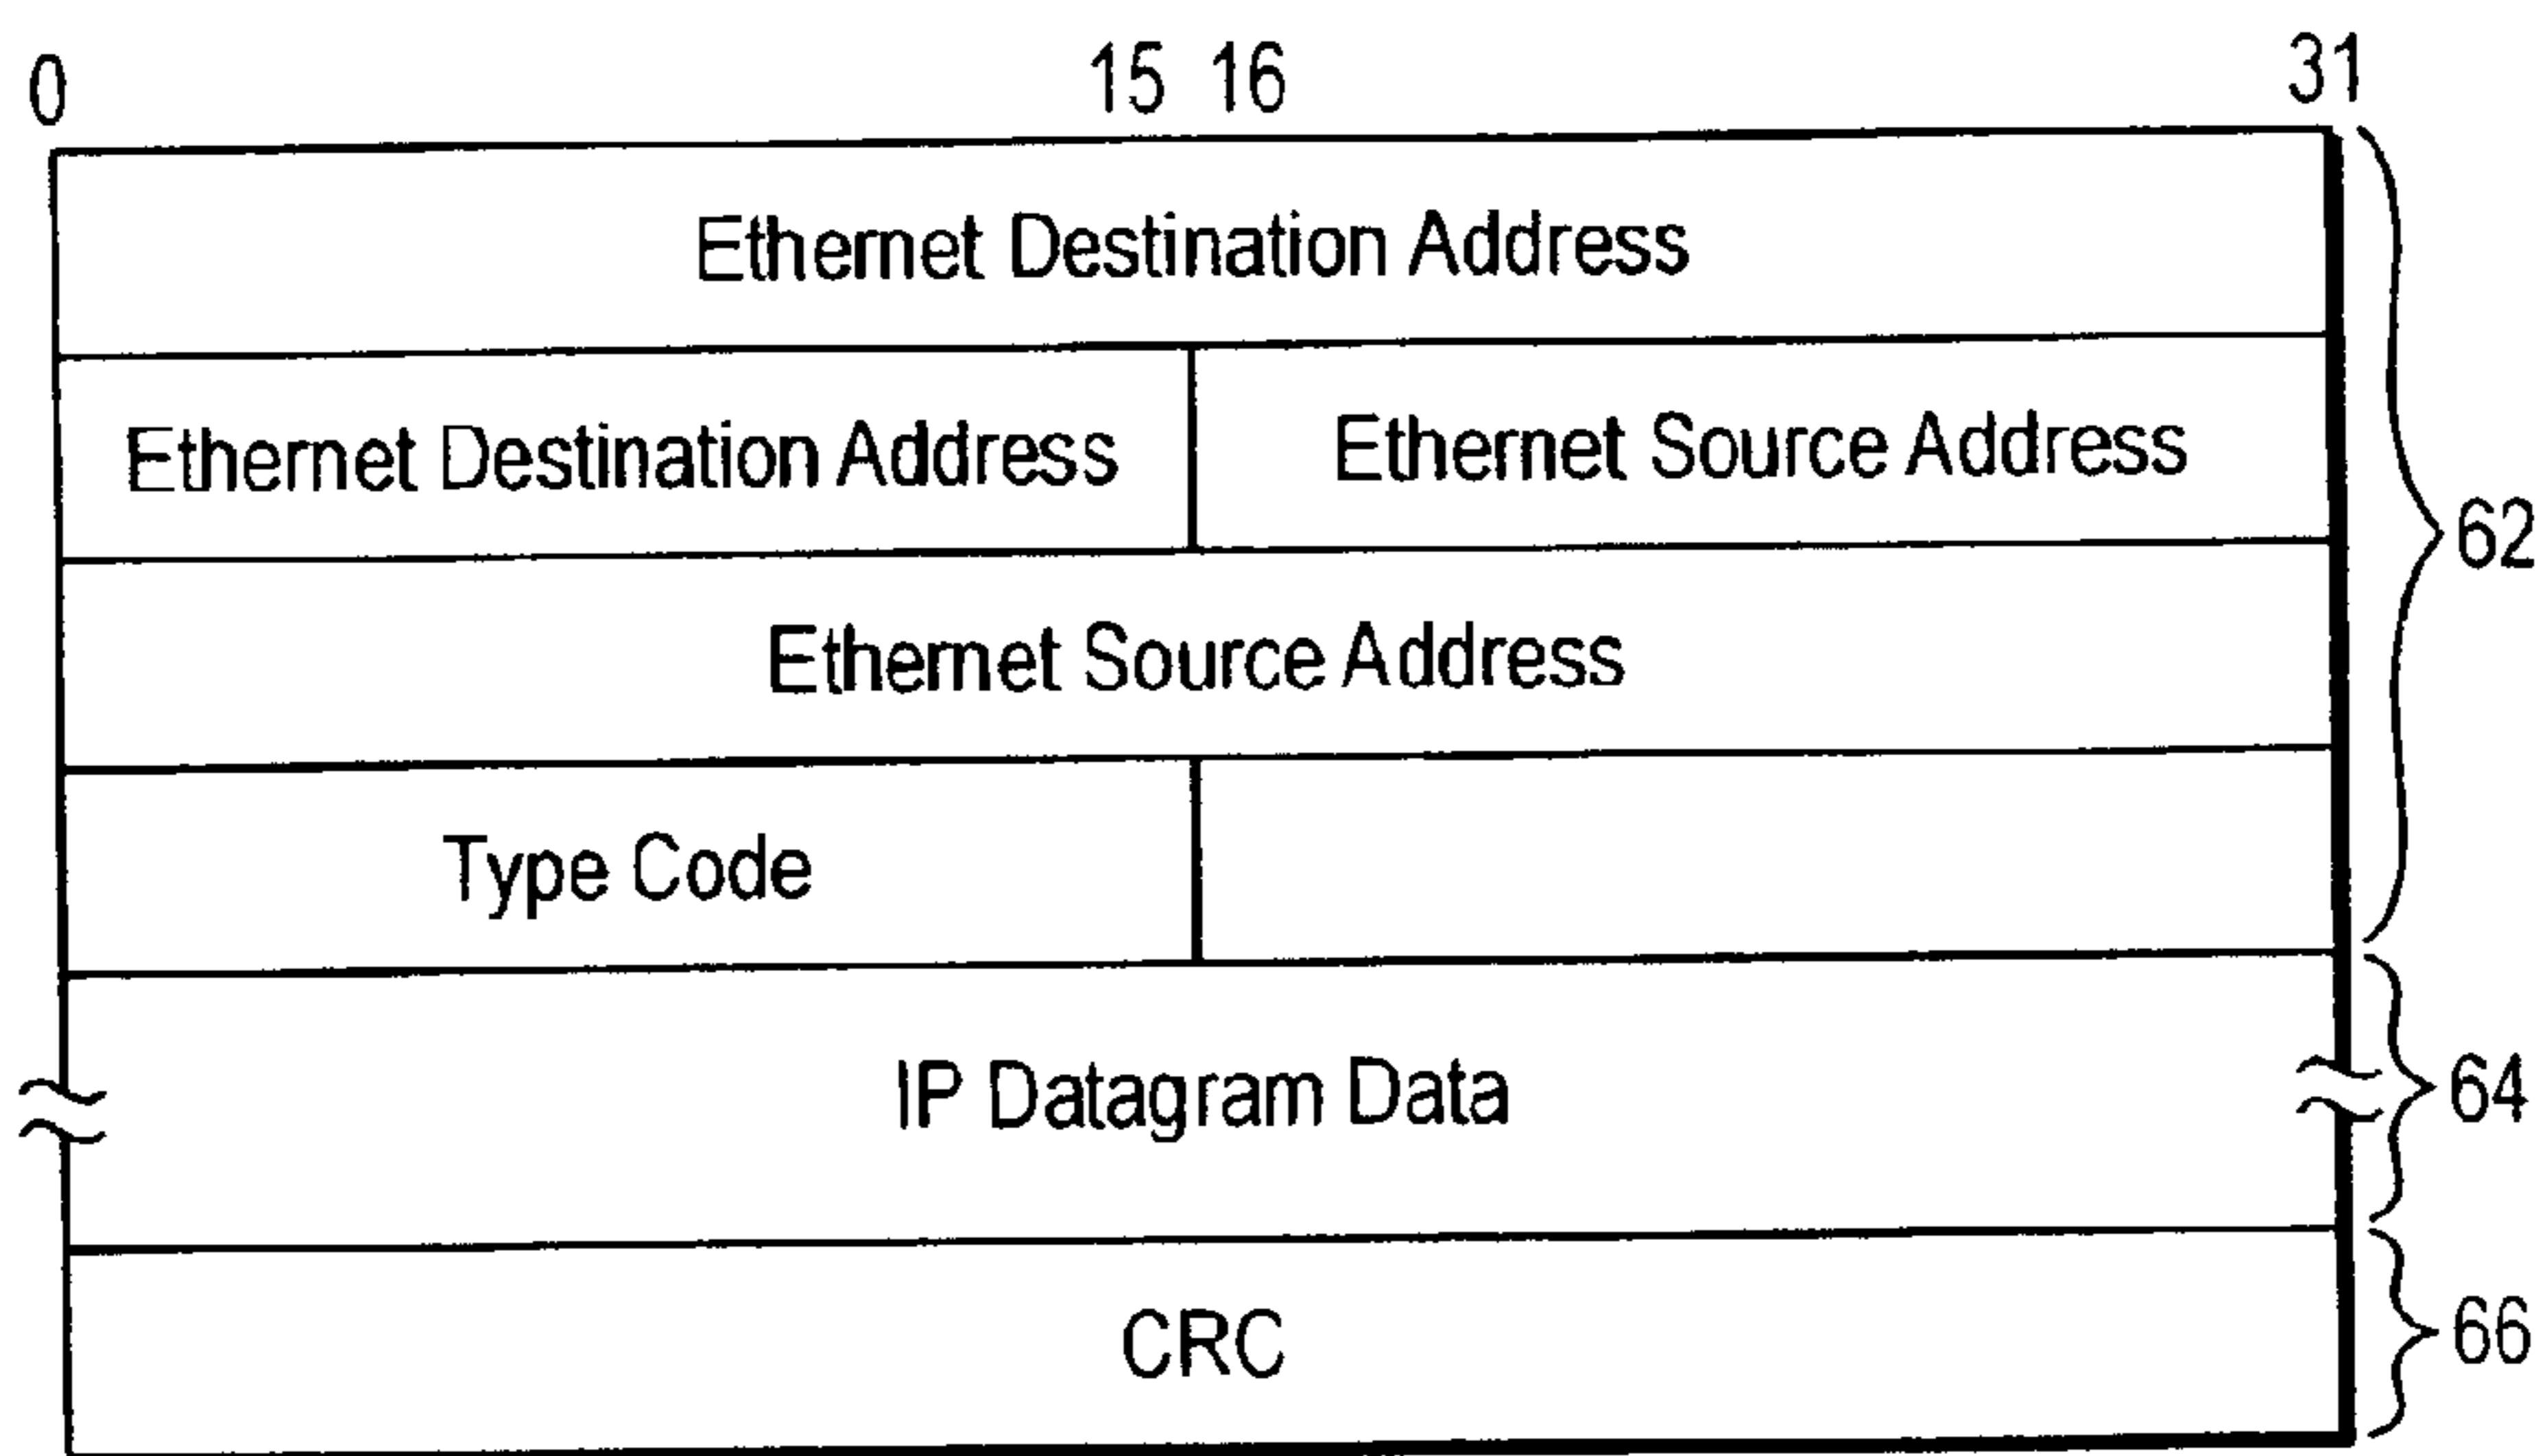 0 15 16 31
Ethernet Destination Address
Ethernet Destination Address Ethernet Source Address
62
Ethernet Source Address
Type Code
IP Datagram Data
64
CRC
66